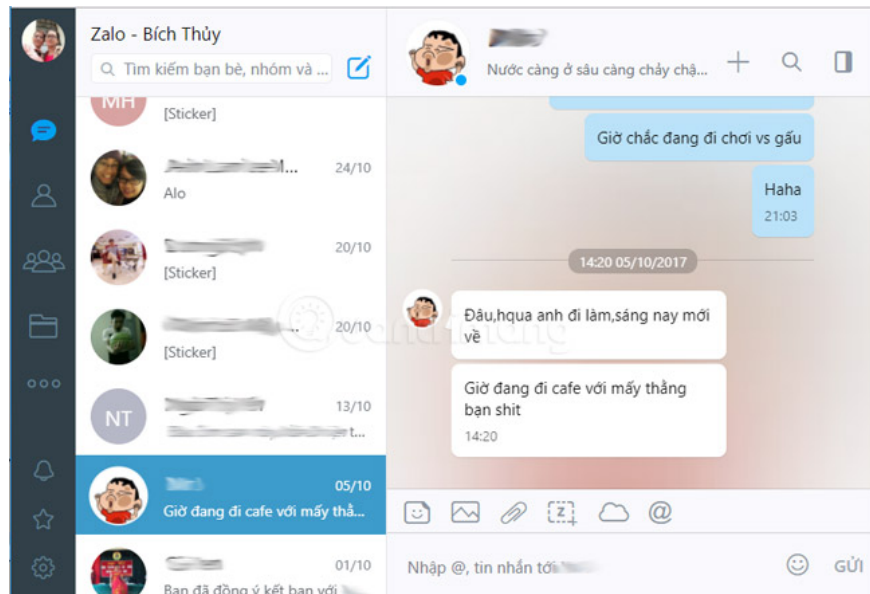 Zalo - Bích Thủy
Tìm kiếm bạn bè, nhóm và ...
MH
[Sticker]
24/10
Alo
20/10
[Sticker]
20/10
[Sticker]
NT
13/10
t...
05/10
Giờ đang đi cafe với mấy thằ...
01/10
Bạn đã đồng ý kết bạn với
Nước càng ở sâu càng chảy chậ...
Giờ chắc đang đi chơi vs gấu
Haha
21:03
14:20 05/10/2017
Đâu,hqua anh đi làm,sáng nay mới
về
Giờ đang đi cafe với mấy thằng
bạn shit
14:20
Nhập @, tin nhắn tới
GỬI